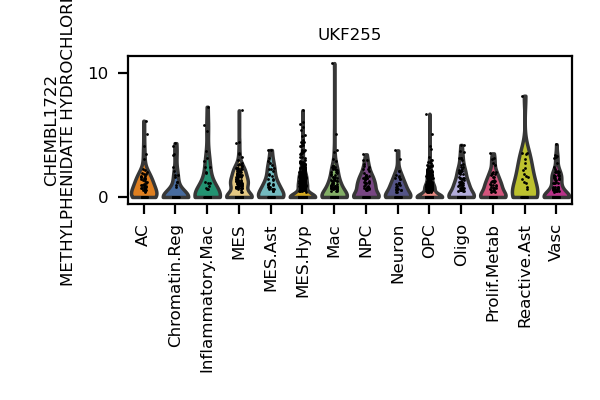 UKF255
CHEMBL1722
METHYLPHENIDATE HYDROCHLORI
10
0
AC
Chromatin.Reg
Inflammatory.Mac
MES
MES.Ast
MES.Hyp
Mac
NPC
Neuron
OPC
Oligo
Prolif.Metab
Reactive.Ast
Vasc